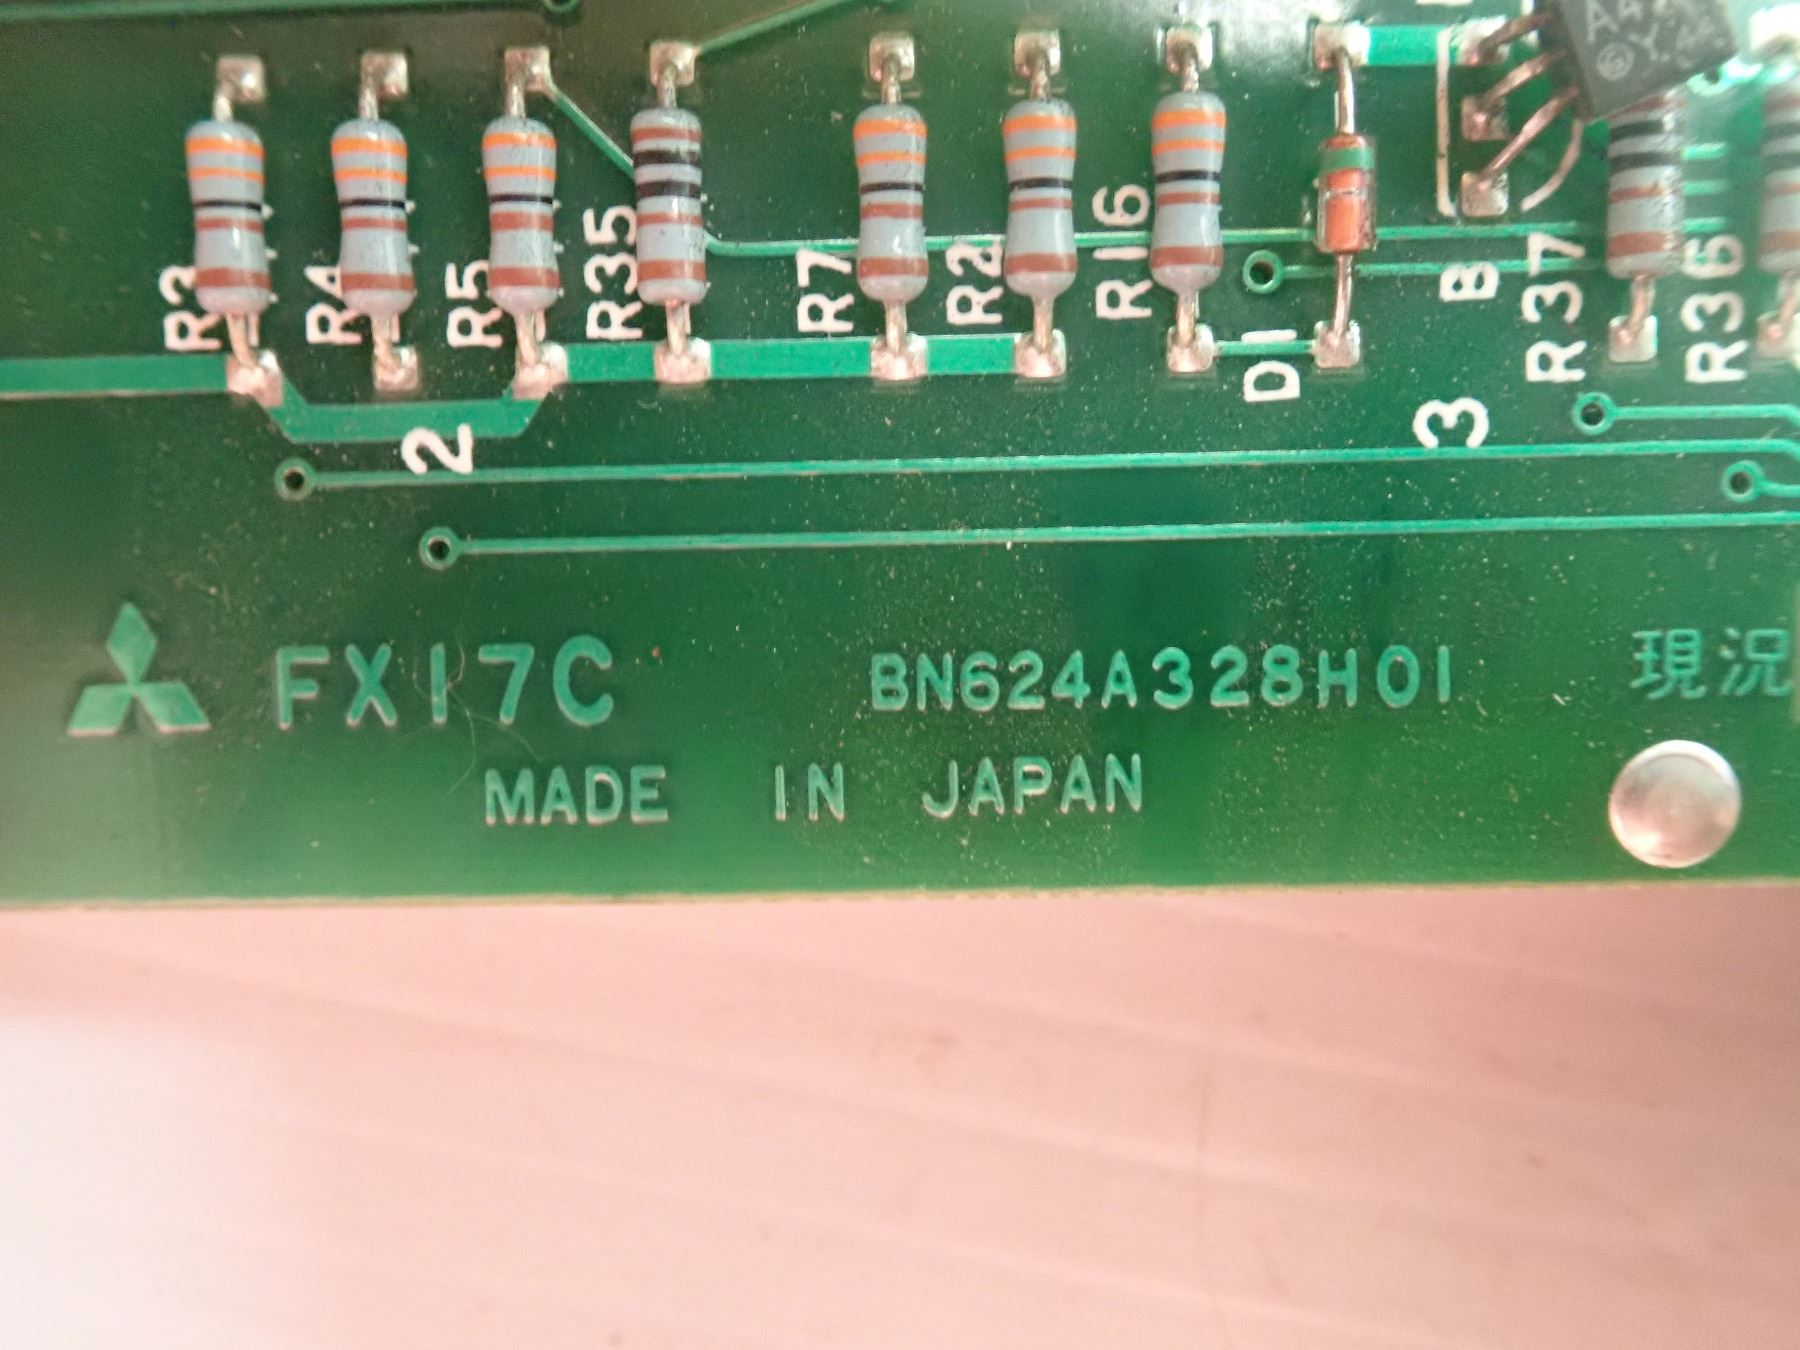 Y
R3
R4
R5
R35
R7
R2
R16
D1
B
R37
R36
2
3
FX17C
BN624A328H01
現況
MADE IN JAPAN